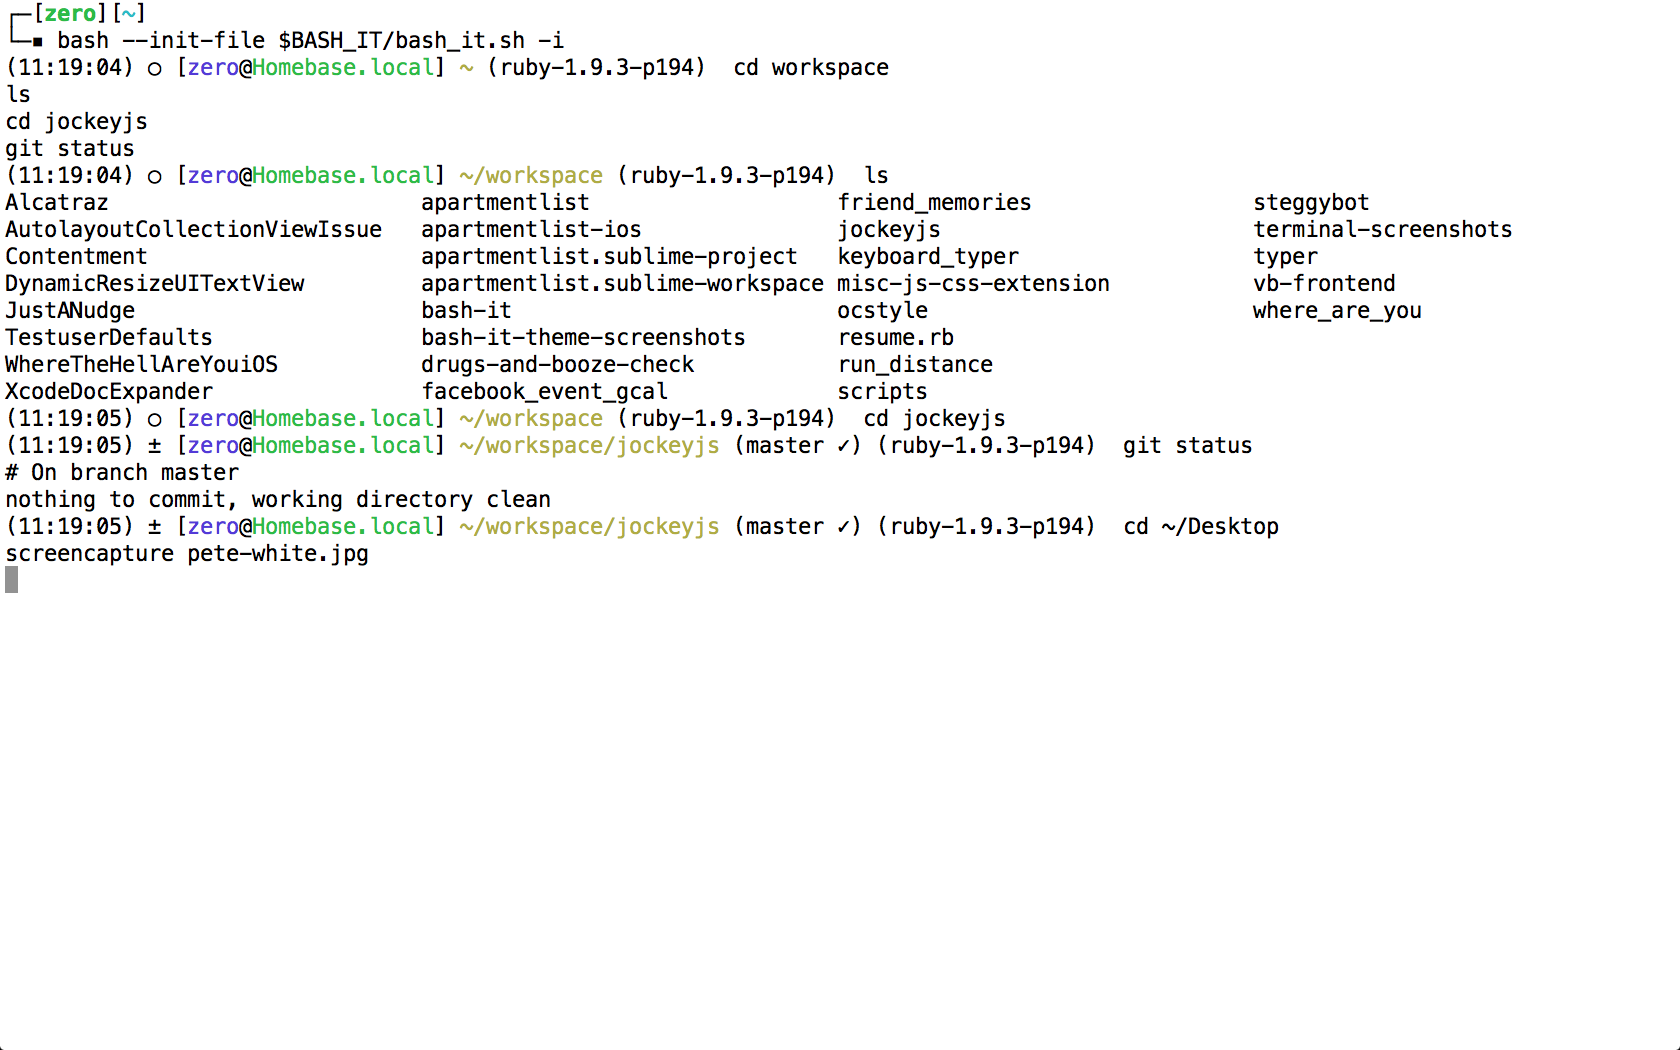 ┌─[zero][~]
└─▪ bash --init-file $BASH_IT/bash_it.sh -i
(11:19:04) ○ [zero@Homebase.local] ~ (ruby-1.9.3-p194)  cd workspace
ls
cd jockeyjs
git status
(11:19:04) ○ [zero@Homebase.local] ~/workspace (ruby-1.9.3-p194)  ls
Alcatraz                        apartmentlist                   friend_memories                 steggybot
AutolayoutCollectionViewIssue   apartmentlist-ios               jockeyjs                        terminal-screenshots
Contentment                     apartmentlist.sublime-project   keyboard_typer                  typer
DynamicResizeUITextView         apartmentlist.sublime-workspace misc-js-css-extension           vb-frontend
JustANudge                      bash-it                         ocstyle                         where_are_you
TestuserDefaults                bash-it-theme-screenshots       resume.rb
WhereTheHellAreYouiOS           drugs-and-booze-check           run_distance
XcodeDocExpander                facebook_event_gcal             scripts
(11:19:05) ○ [zero@Homebase.local] ~/workspace (ruby-1.9.3-p194)  cd jockeyjs
(11:19:05) ± [zero@Homebase.local] ~/workspace/jockeyjs (master ✓) (ruby-1.9.3-p194)  git status
# On branch master
nothing to commit, working directory clean
(11:19:05) ± [zero@Homebase.local] ~/workspace/jockeyjs (master ✓) (ruby-1.9.3-p194)  cd ~/Desktop
screencapture pete-white.jpg